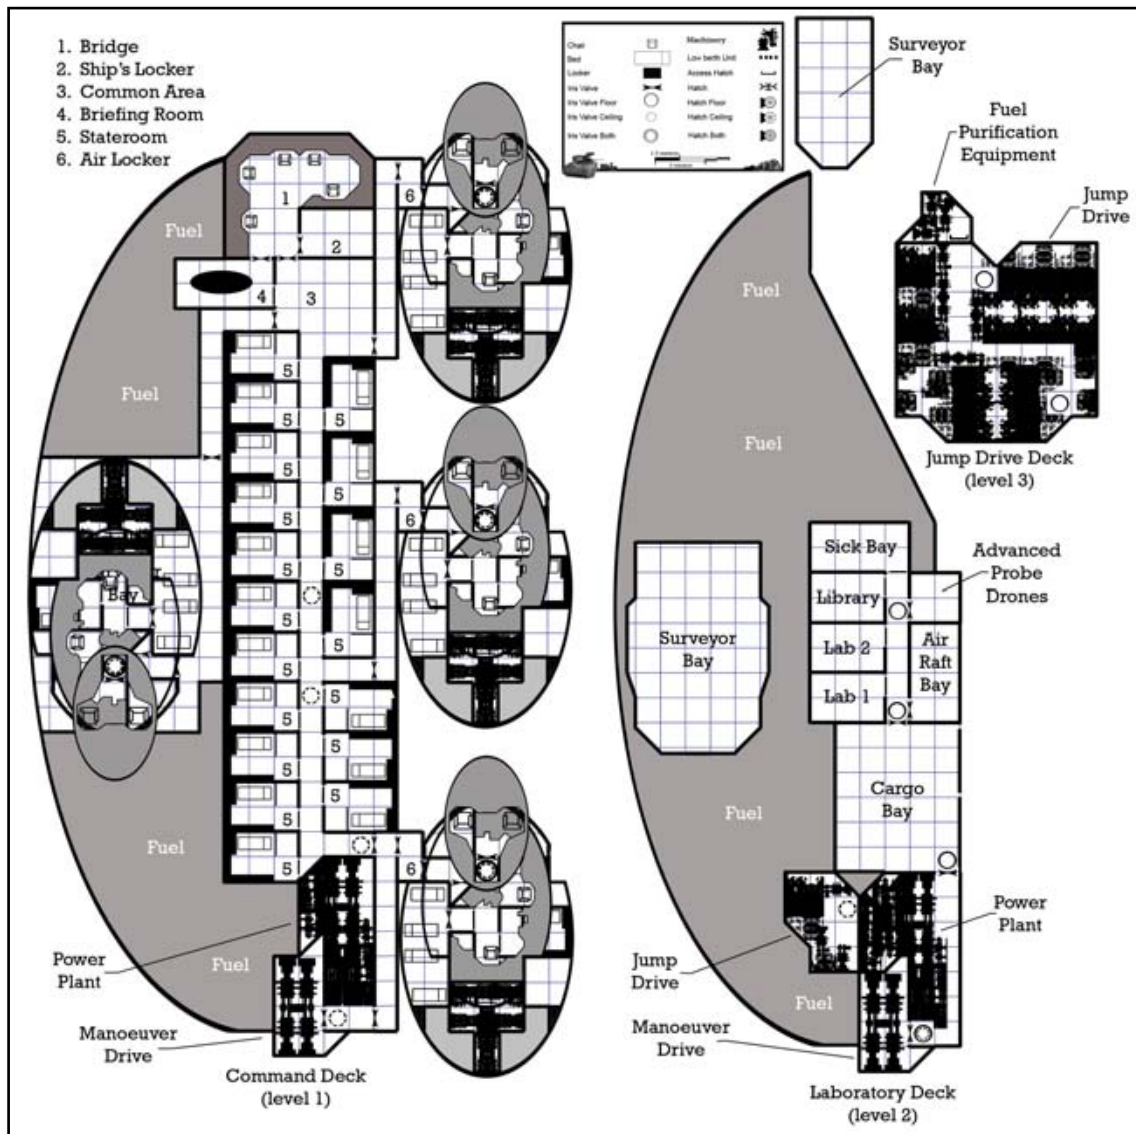 1. Bridge
2. Ship's Locker
3. Common Area
4. Briefing Room
5. Stateroom
6. Air Locker
Chair
Machinery
Bed
Low berth Unit
Locker
Access Hatch
Iris Valve
Hatch
Iris Valve Floor
Hatch Floor
Iris Valve Ceiling
Hatch Ceiling
Iris Valve Both
Hatch Both
Surveyor
Bay
Fuel
Purification
Equipment
Jump
Drive
Jump Drive Deck
(level 3)
Fuel
1
6
2
4
3
Fuel
5
5
5
5
5
5
6
5
5
5
Bay
5
5
5
5
5
5
5
5
5
5
Fuel
5
6
Power
Plant
Fuel
Manoeuver
Drive
Command Deck
(level 1)
Fuel
Fuel
Sick Bay
Advanced
Probe
Drones
Library
Surveyor
Bay
Lab 2
Air
Raft
Bay
Lab 1
Cargo
Bay
Fuel
Power
Plant
Jump
Drive
Fuel
Manoeuver
Drive
Laboratory Deck
(level 2)